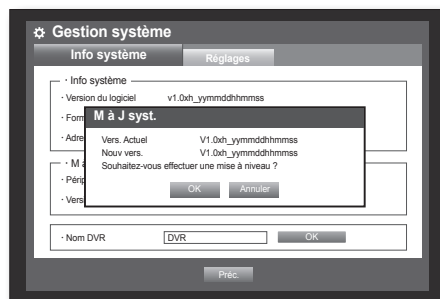 Gestion système
Info système
Réglages
· Info système
· Version du logiciel v1.0xh_yymmddhhmmss
· Form
· Adre
M à J syst.
Vers. Actuel V1.0xh_yymmddhhmmss
Nouv vers. V1.0xh_yymmddhhmmss
Souhaitez-vous effectuer une mise à niveau ?
OK Annuler
· M à
· Périp
· Vers
· Nom DVR DVR OK
Préc.